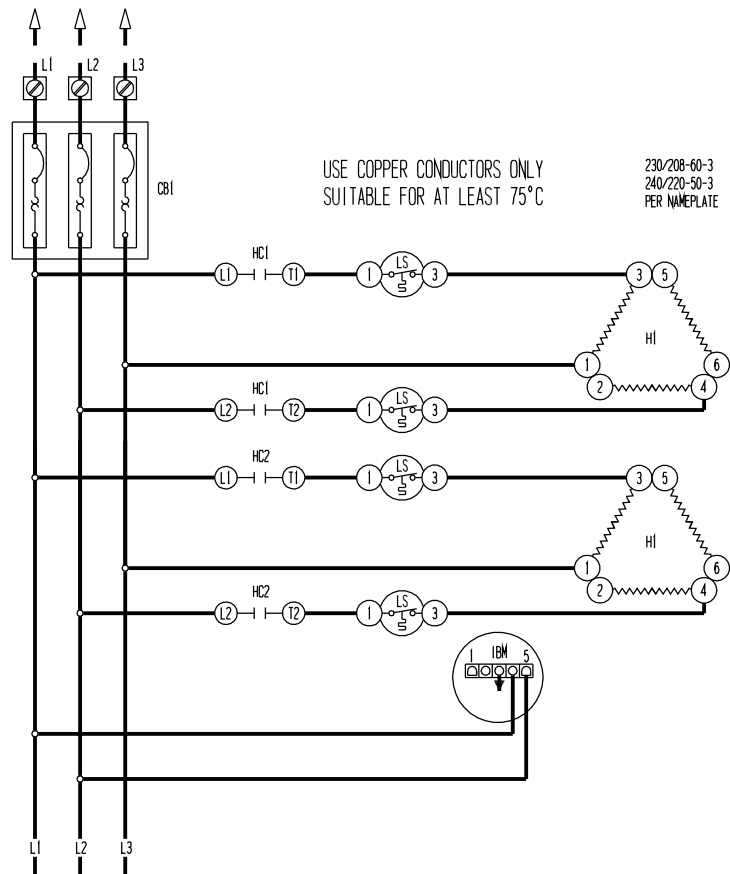 L1 L2 L3
CB1
USE COPPER CONDUCTORS ONLY
SUITABLE FOR AT LEAST 75°C
230/208-60-3
240/220-50-3
PER NAMEPLATE
HC1
L1 T1 1 LS 3 3 5
H1
1 6
2 4
HC1
L2 T2 1 LS 3
HC2
L1 T1 1 LS 3 3 5
H1
1 6
2 4
HC2
L2 T2 1 LS 3
1 IBM 5
L1 L2 L3